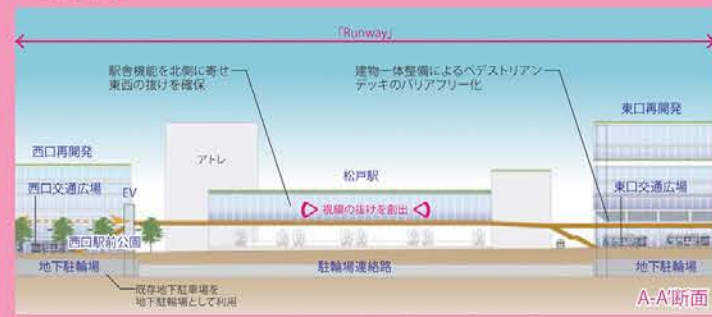 「Runway」
駅舎機能を北側に寄せ
東西の抜けを確保
建物一体整備によるペデストリアン
デッキのバリアフリー化
東口再開発
西口再開発
アトレ
松戸駅
西口交通広場
EV
視線の抜けを創出
東口交通広場
西口駅前公園
地下駐輪場
駐輪場連絡路
地下駐輪場
既存地下駐車場を
地下駐輪場として利用
A-A'断面